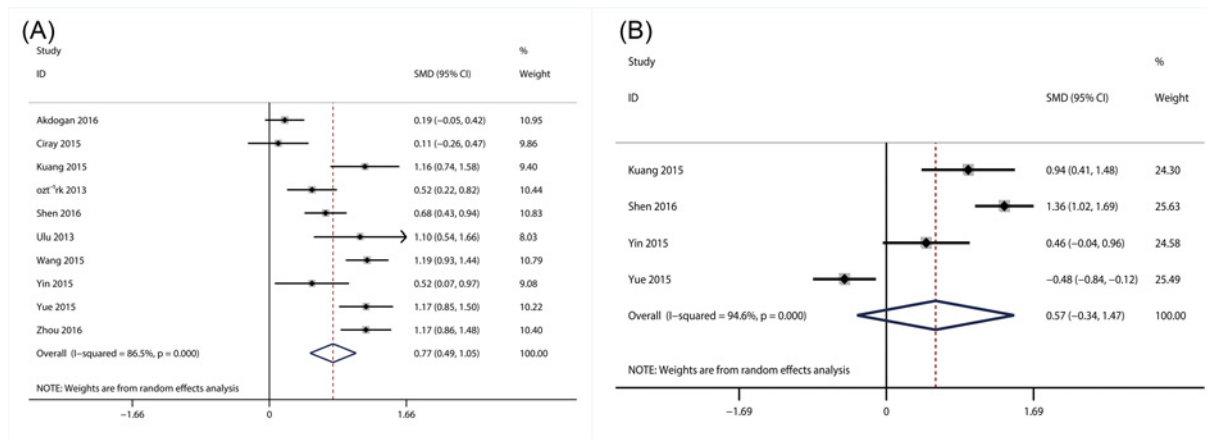 (A)
Study %
ID SMD (95% CI) Weight
Akdogan 2016 0.19 (−0.05, 0.42) 10.95
Ciray 2015 0.11 (−0.26, 0.47) 9.86
Kuang 2015 1.16 (0.74, 1.58) 9.40
ozt⁻¹rk 2013 0.52 (0.22, 0.82) 10.44
Shen 2016 0.68 (0.43, 0.94) 10.83
Ulu 2013 1.10 (0.54, 1.66) 8.03
Wang 2015 1.19 (0.93, 1.44) 10.79
Yin 2015 0.52 (0.07, 0.97) 9.08
Yue 2015 1.17 (0.85, 1.50) 10.22
Zhou 2016 1.17 (0.86, 1.48) 10.40
Overall (I−squared = 86.5%, p = 0.000) 0.77 (0.49, 1.05) 100.00
NOTE: Weights are from random effects analysis
−1.66 0 1.66
(B)
Study %
ID SMD (95% CI) Weight
Kuang 2015 0.94 (0.41, 1.48) 24.30
Shen 2016 1.36 (1.02, 1.69) 25.63
Yin 2015 0.46 (−0.04, 0.96) 24.58
Yue 2015 −0.48 (−0.84, −0.12) 25.49
Overall (I−squared = 94.6%, p = 0.000) 0.57 (−0.34, 1.47) 100.00
NOTE: Weights are from random effects analysis
−1.69 0 1.69